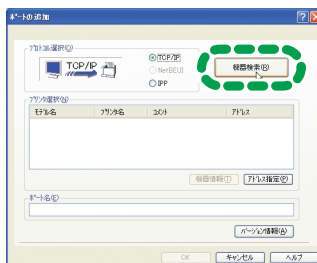 ポートの追加
プロトコル選択(O)
TCP/IP
TCP/IP
NetBEUI
IPP
機器検索(R)
プリンタ選択(N)
モデル名 プリンタ名 コメント アドレス
機器情報(T) アドレス指定(P)
ポート名(E)
バージョン情報(A)
OK キャンセル ヘルプ